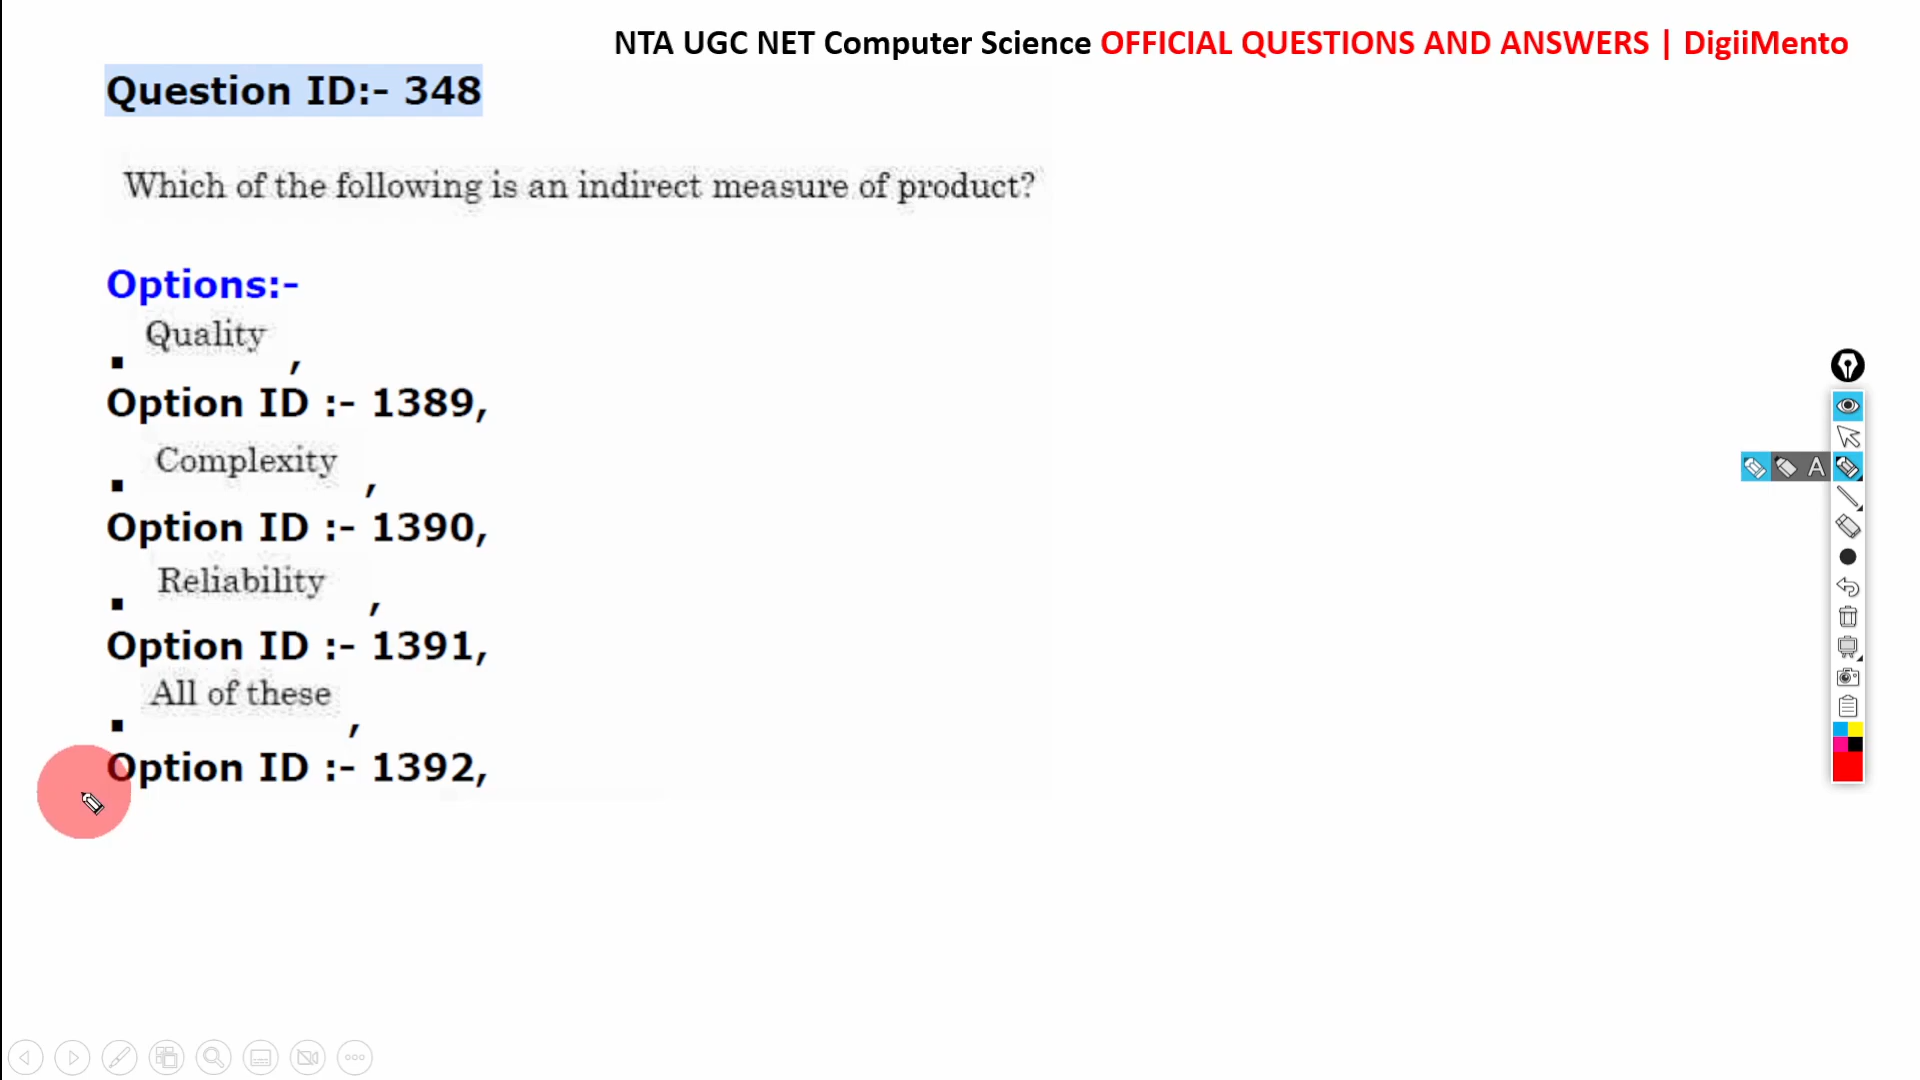 NTA UGC NET Computer Science OFFICIAL QUESTIONS AND ANSWERS | DigiiMento
Question ID:- 348
Which of the following is an indirect measure of product?
Options:-
Quality
,
Option ID :- 1389,
Complexity
,
Option ID :- 1390,
Reliability
,
Option ID :- 1391,
All of these
,
Option ID :- 1392,
A